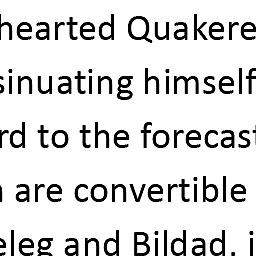 hearted Quakere
sinuating himself
rd to the forecast
are convertible
eleg and Bildad, i